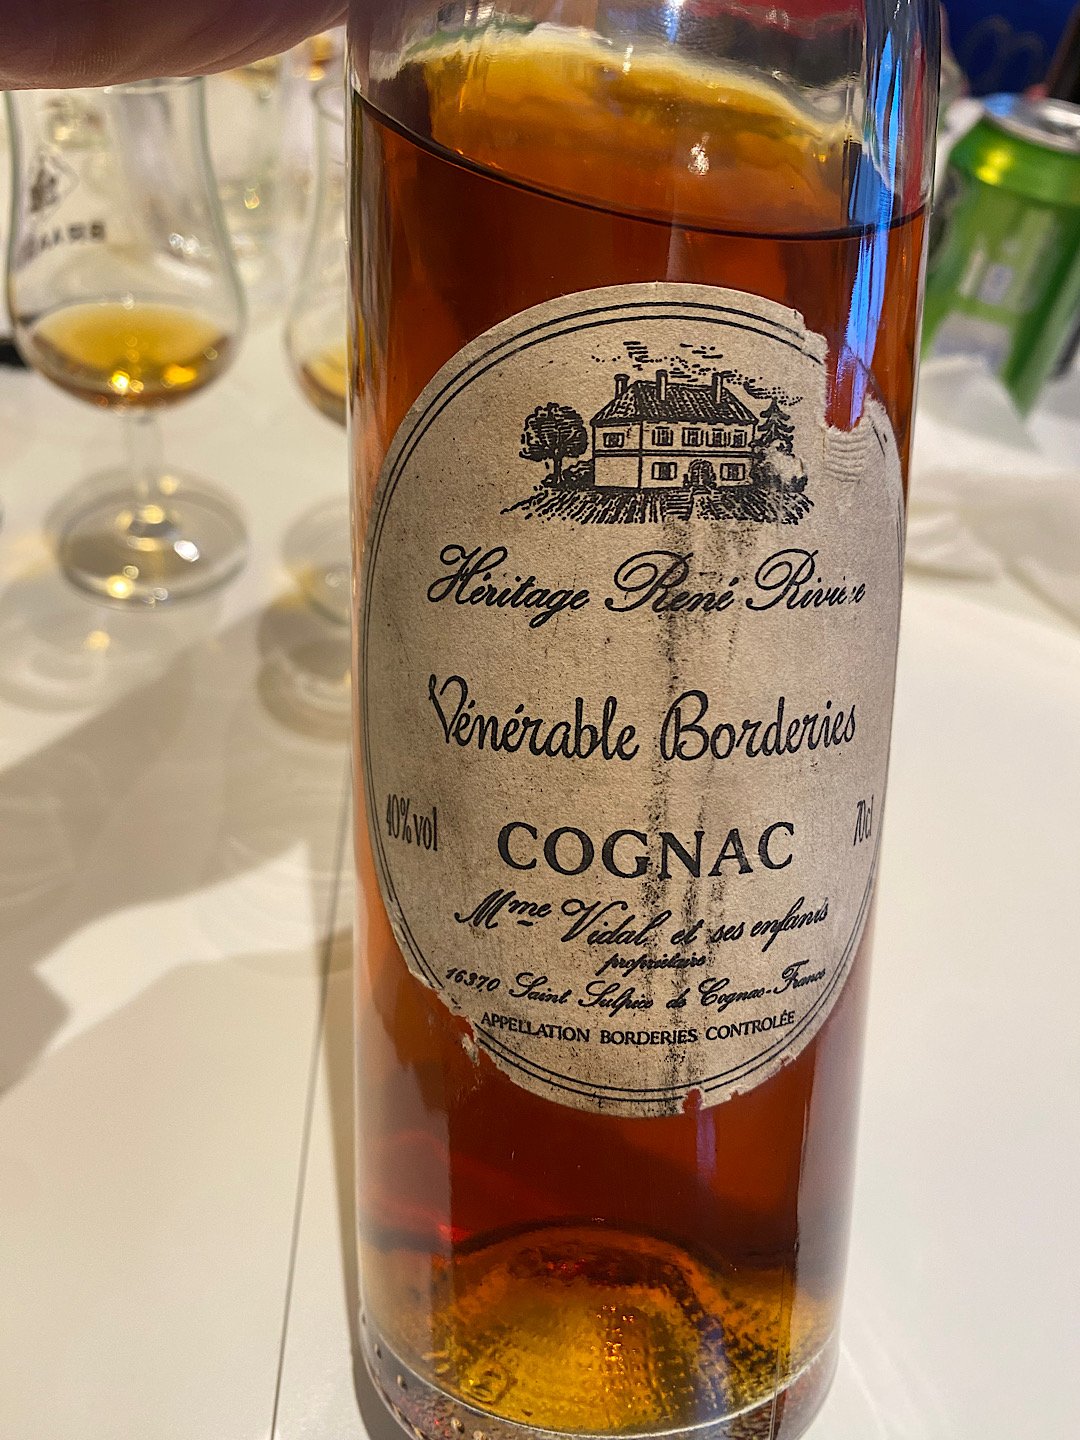 Héritage René Rivière
Vénérable Borderies
40%vol
70cl
COGNAC
Mme Vidal et ses enfants
propriétaire
16370 Saint Sulpice de Cognac-France
APPELLATION BORDERIES CONTROLÉE